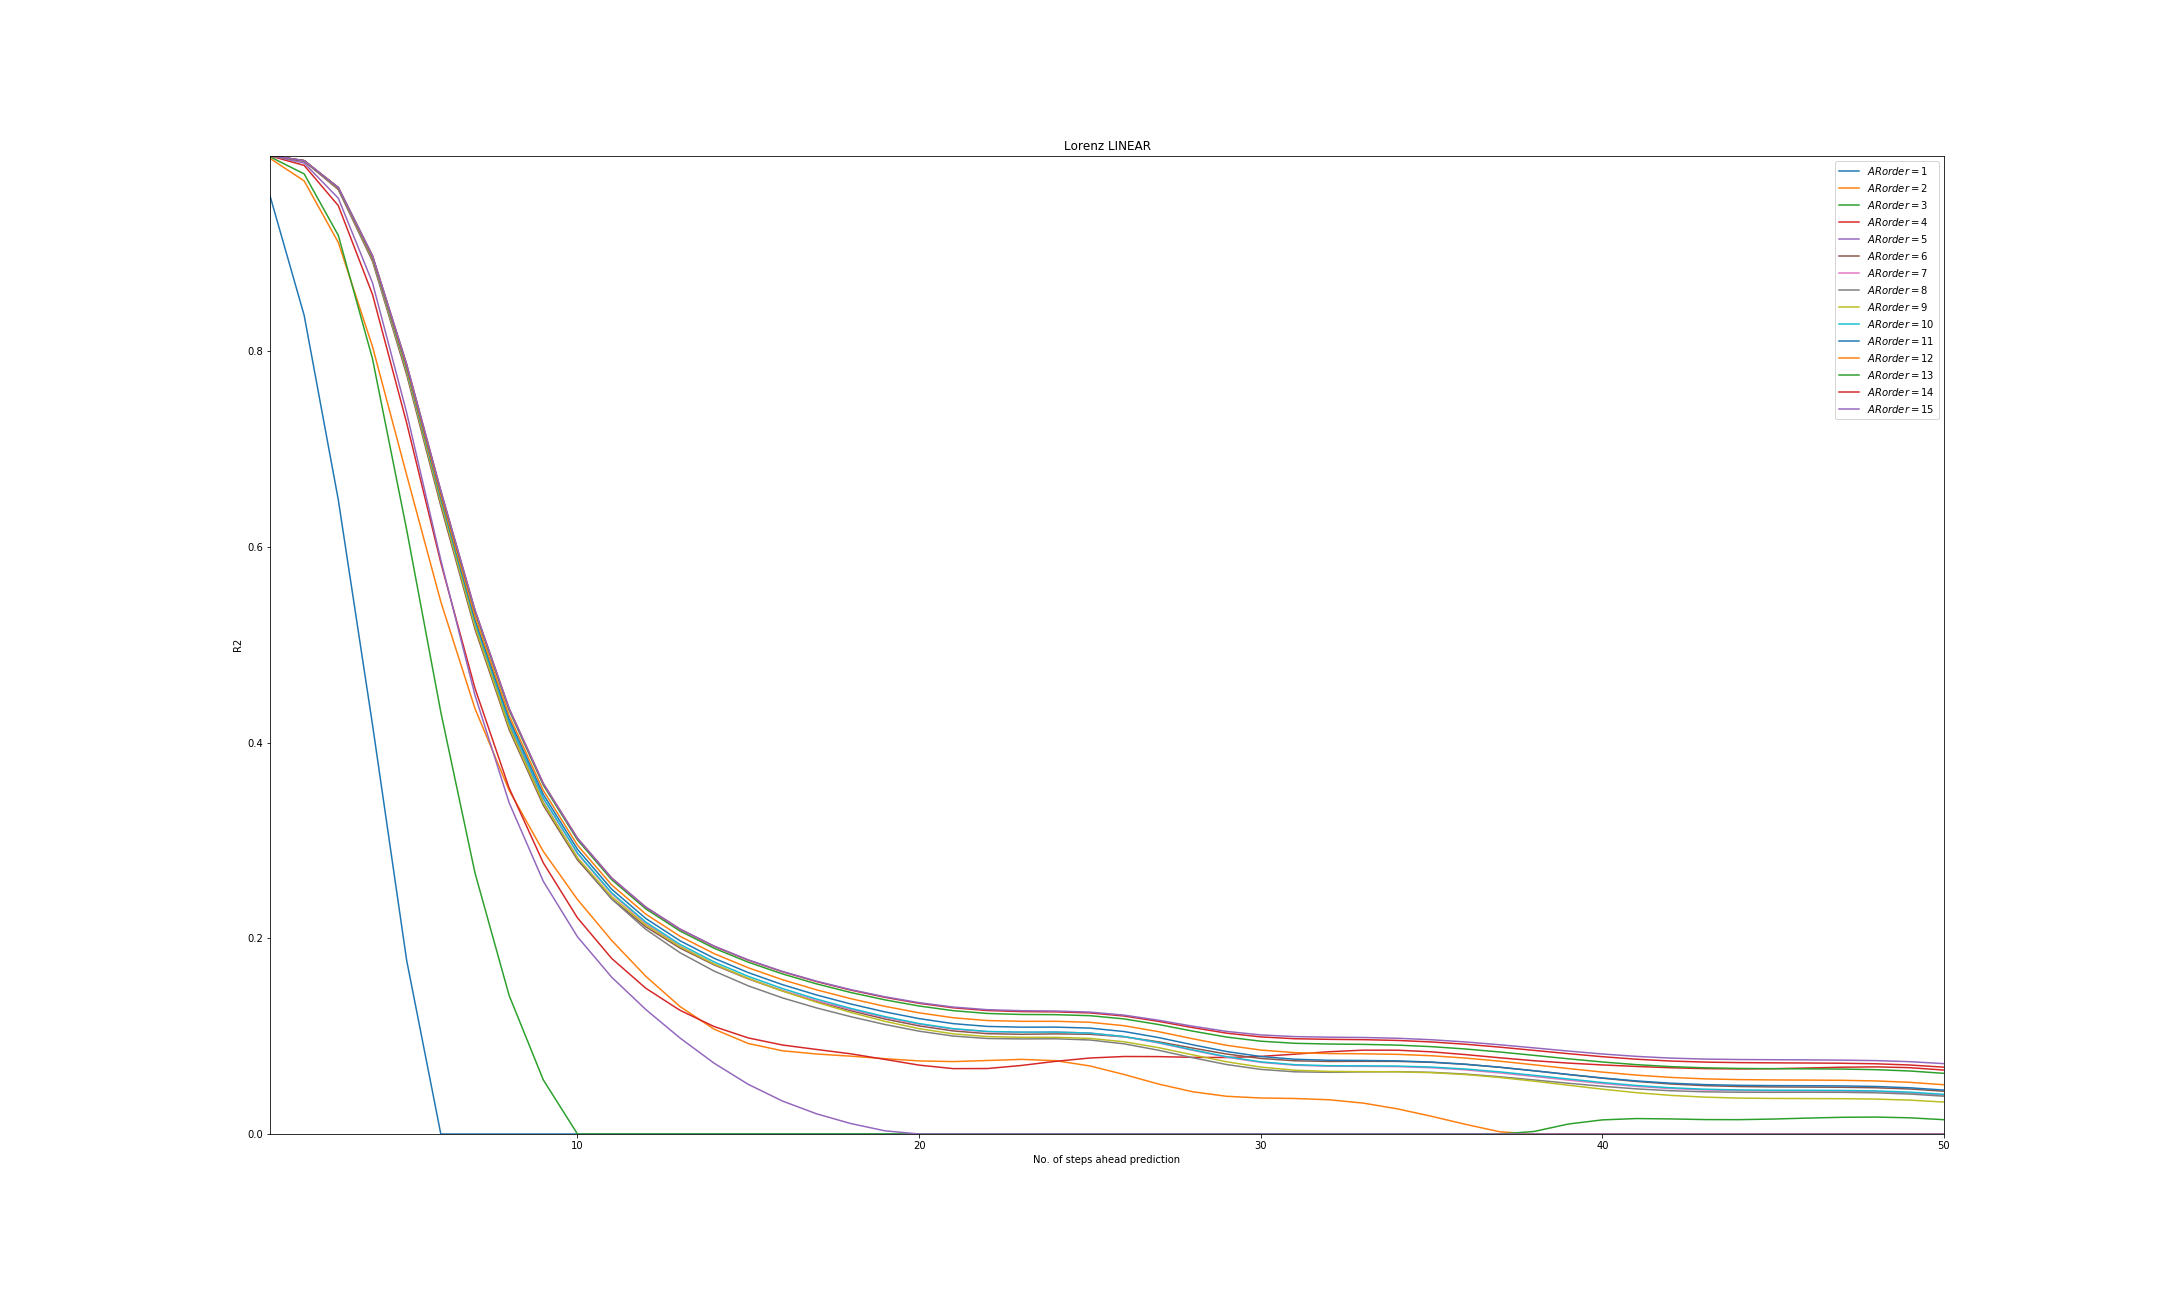 Lorenz LINEAR
ARorder = 1
ARorder = 2
ARorder = 3
ARorder = 4
ARorder = 5
ARorder = 6
ARorder = 7
ARorder = 8
ARorder = 9
ARorder = 10
ARorder = 11
ARorder = 12
ARorder = 13
ARorder = 14
ARorder = 15
0.8
0.6
R2
0.4
0.2
0.0
10 20 30 40 50
No. of steps ahead prediction